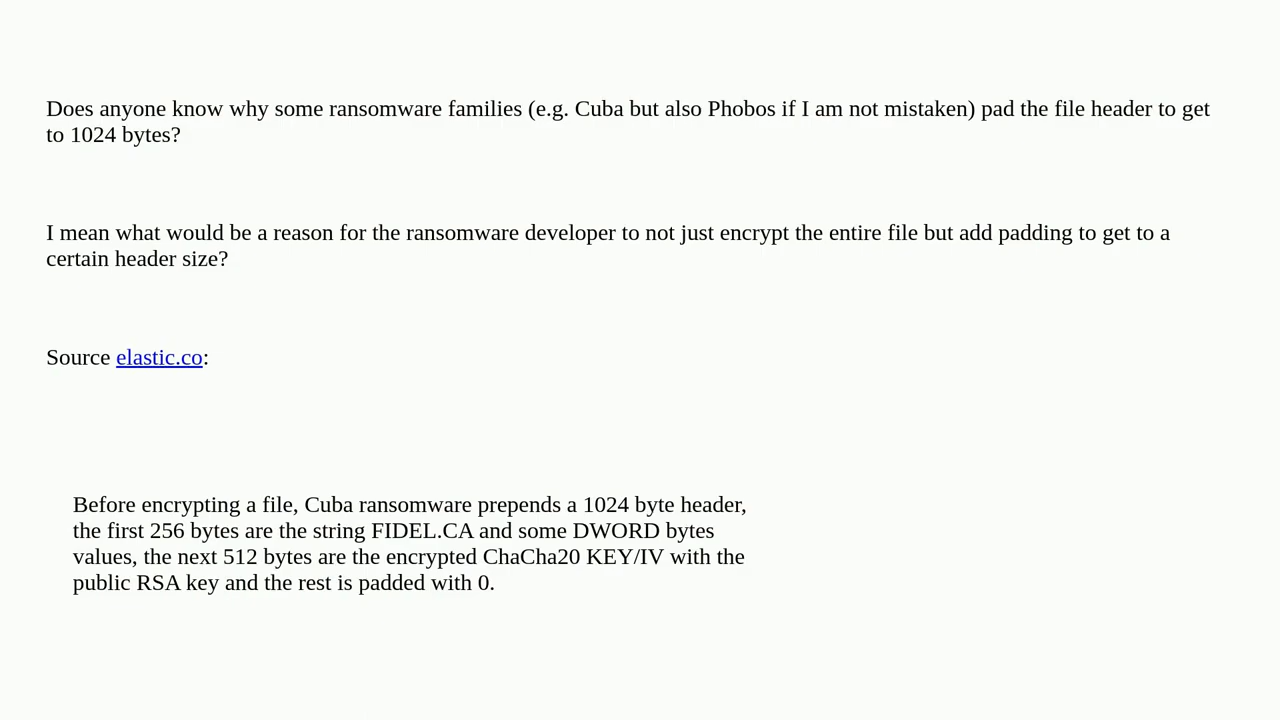 Does anyone know why some ransomware families (e.g. Cuba but also Phobos if I am not mistaken) pad the file header to get
to 1024 bytes?
I mean what would be a reason for the ransomware developer to not just encrypt the entire file but add padding to get to a
certain header size?
Source elastic.co:
Before encrypting a file, Cuba ransomware prepends a 1024 byte header,
the first 256 bytes are the string FIDEL.CA and some DWORD bytes
values, the next 512 bytes are the encrypted ChaCha20 KEY/IV with the
public RSA key and the rest is padded with 0.